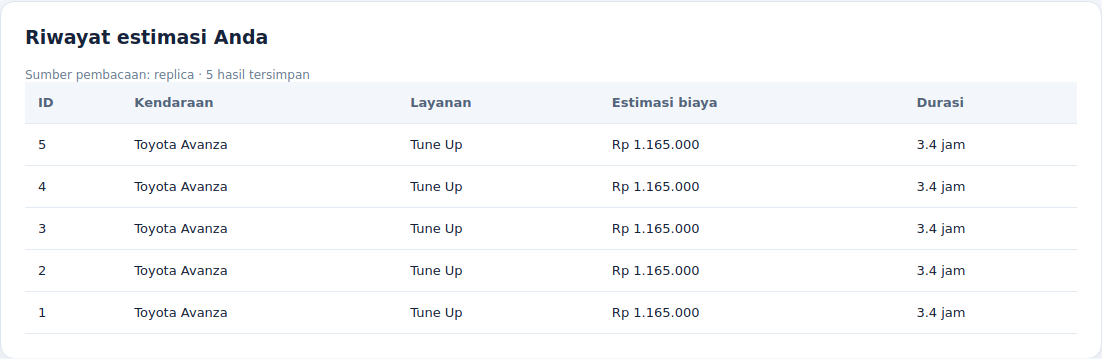 Riwayat estimasi Anda
Sumber pembacaan: replica · 5 hasil tersimpan
ID Kendaraan Layanan Estimasi biaya Durasi
5 Toyota Avanza Tune Up Rp 1.165.000 3.4 jam
4 Toyota Avanza Tune Up Rp 1.165.000 3.4 jam
3 Toyota Avanza Tune Up Rp 1.165.000 3.4 jam
2 Toyota Avanza Tune Up Rp 1.165.000 3.4 jam
1 Toyota Avanza Tune Up Rp 1.165.000 3.4 jam